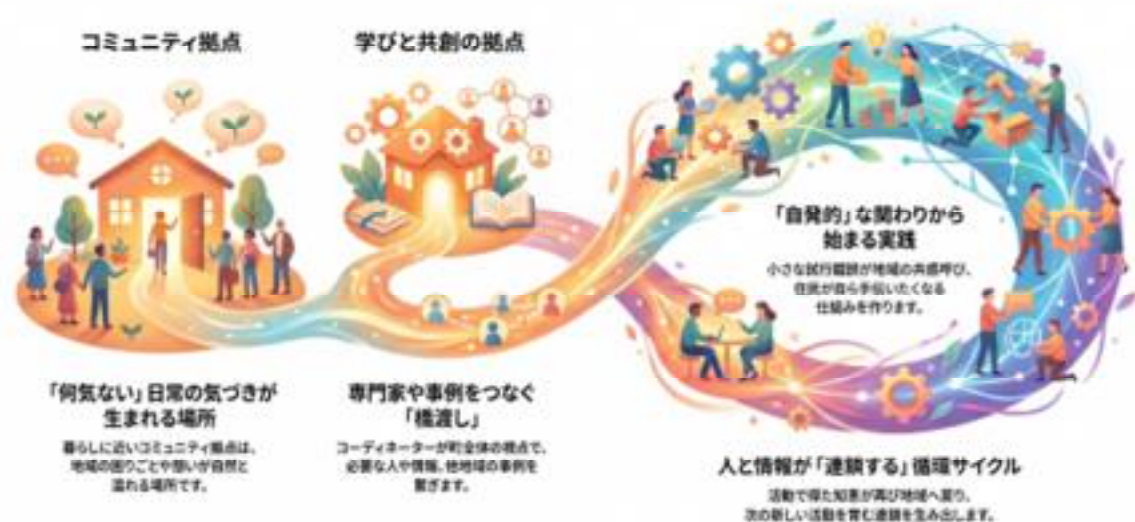 コミュニティ拠点
学びと共創の拠点
「自発的」な関わりから
始まる実践
小さな試行錯誤が地域の共感呼び、
住民が自ら手伝いたくなる
仕組みを作ります。
「何気ない」日常の気づきが
生まれる場所
暮らしに近いコミュニティ拠点は、
地域の困りごとや想いが自然と
溢れる場所です。
専門家や事例をつなぐ
「橋渡し」
コーディネーターが町全体の視点で、
必要な人や情報、他地域の事例を
繋ぎます。
人と情報が「連鎖する」循環サイクル
活動で得た知恵が再び地域へ戻り、
次の新しい活動を育む連鎖を生み出します。